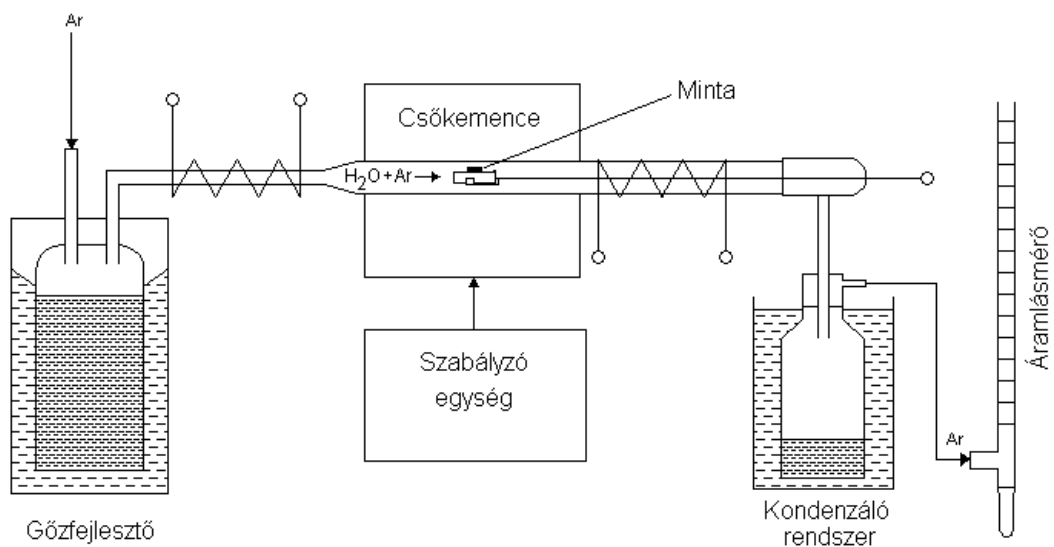 Ar
Minta
Csőkemence
H₂O + Ar
Szabályzó
egység
Áramlásmérő
Ar
Gőzfejlesztő
Kondenzáló
rendszer